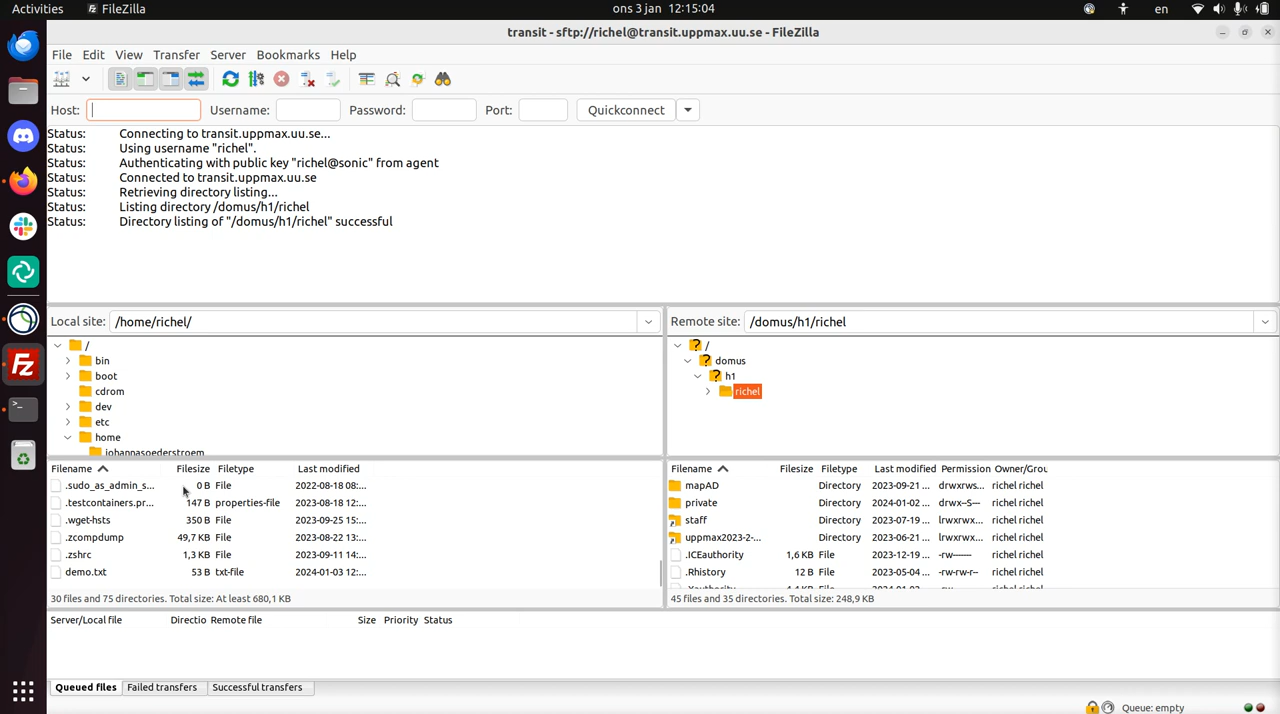 Activities FileZilla ons 3 jan 12:15:04 en
transit - sftp://richel@transit.uppmax.uu.se - FileZilla
File Edit View Transfer Server Bookmarks Help
Host: Username: Password: Port: Quickconnect
Status: Connecting to transit.uppmax.uu.se...
Status: Using username "richel".
Status: Authenticating with public key "richel@sonic" from agent
Status: Connected to transit.uppmax.uu.se
Status: Retrieving directory listing...
Status: Listing directory /domus/h1/richel
Status: Directory listing of "/domus/h1/richel" successful
Local site: /home/richel/
/
bin
boot
cdrom
dev
etc
home
johannasoederstroem
Filename Filesize Filetype Last modified
.sudo_as_admin_s... 0 B File 2022-08-18 08:...
.testcontainers.pr... 147 B properties-file 2023-08-18 12:...
.wget-hsts 350 B File 2023-09-25 15:...
.zcompdump 49,7 KB File 2023-08-22 13:...
.zshrc 1,3 KB File 2023-09-11 14:...
demo.txt 53 B txt-file 2024-01-03 12:...
30 files and 75 directories. Total size: At least 680,1 KB
Remote site: /domus/h1/richel
/
domus
h1
richel
Filename Filesize Filetype Last modified Permission Owner/Grou
mapAD Directory 2023-09-21 ... drwxrws... richel richel
private Directory 2024-01-02 ... drwx--S--- richel richel
staff Directory 2023-07-19 ... lrwxrwx... richel richel
uppmax2023-2-... Directory 2023-06-21 ... lrwxrwx... richel richel
.ICEauthority 1,6 KB File 2023-12-19 ... -rw------- richel richel
.Rhistory 12 B File 2023-05-04 ... -rw-rw-r-- richel richel
45 files and 35 directories. Total size: 248,9 KB
Server/Local file Directio Remote file Size Priority Status
Queued files Failed transfers Successful transfers
Queue: empty